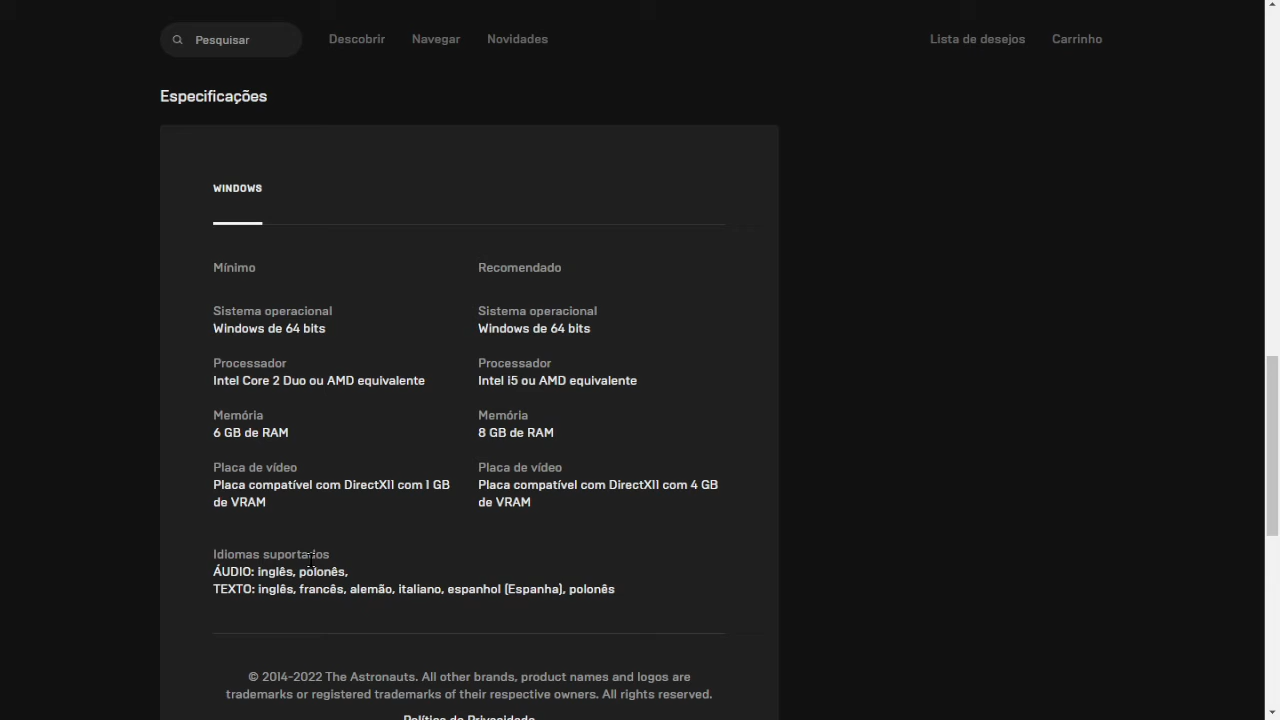 Pesquisar
Descobrir
Navegar
Novidades
Lista de desejos
Carrinho
Especificações
WINDOWS
Mínimo
Recomendado
Sistema operacional
Windows de 64 bits
Sistema operacional
Windows de 64 bits
Processador
Intel Core 2 Duo ou AMD equivalente
Processador
Intel i5 ou AMD equivalente
Memória
6 GB de RAM
Memória
8 GB de RAM
Placa de vídeo
Placa compatível com DirectX11 com 1 GB
de VRAM
Placa de vídeo
Placa compatível com DirectX11 com 4 GB
de VRAM
Idiomas suportados
ÁUDIO: inglês, polonês,
TEXTO: inglês, francês, alemão, italiano, espanhol (Espanha), polonês
© 2014-2022 The Astronauts. All other brands, product names and logos are
trademarks or registered trademarks of their respective owners. All rights reserved.
Política de Privacidade